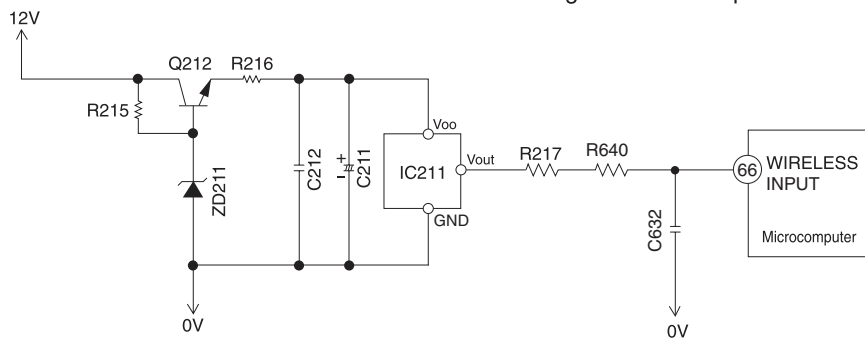 12V
Q212
R216
R215
ZD211
C212
+
-
C211
Voo
IC211
Vout
GND
R217
R640
C632
66
WIRELESS
INPUT
Microcomputer
0V
0V